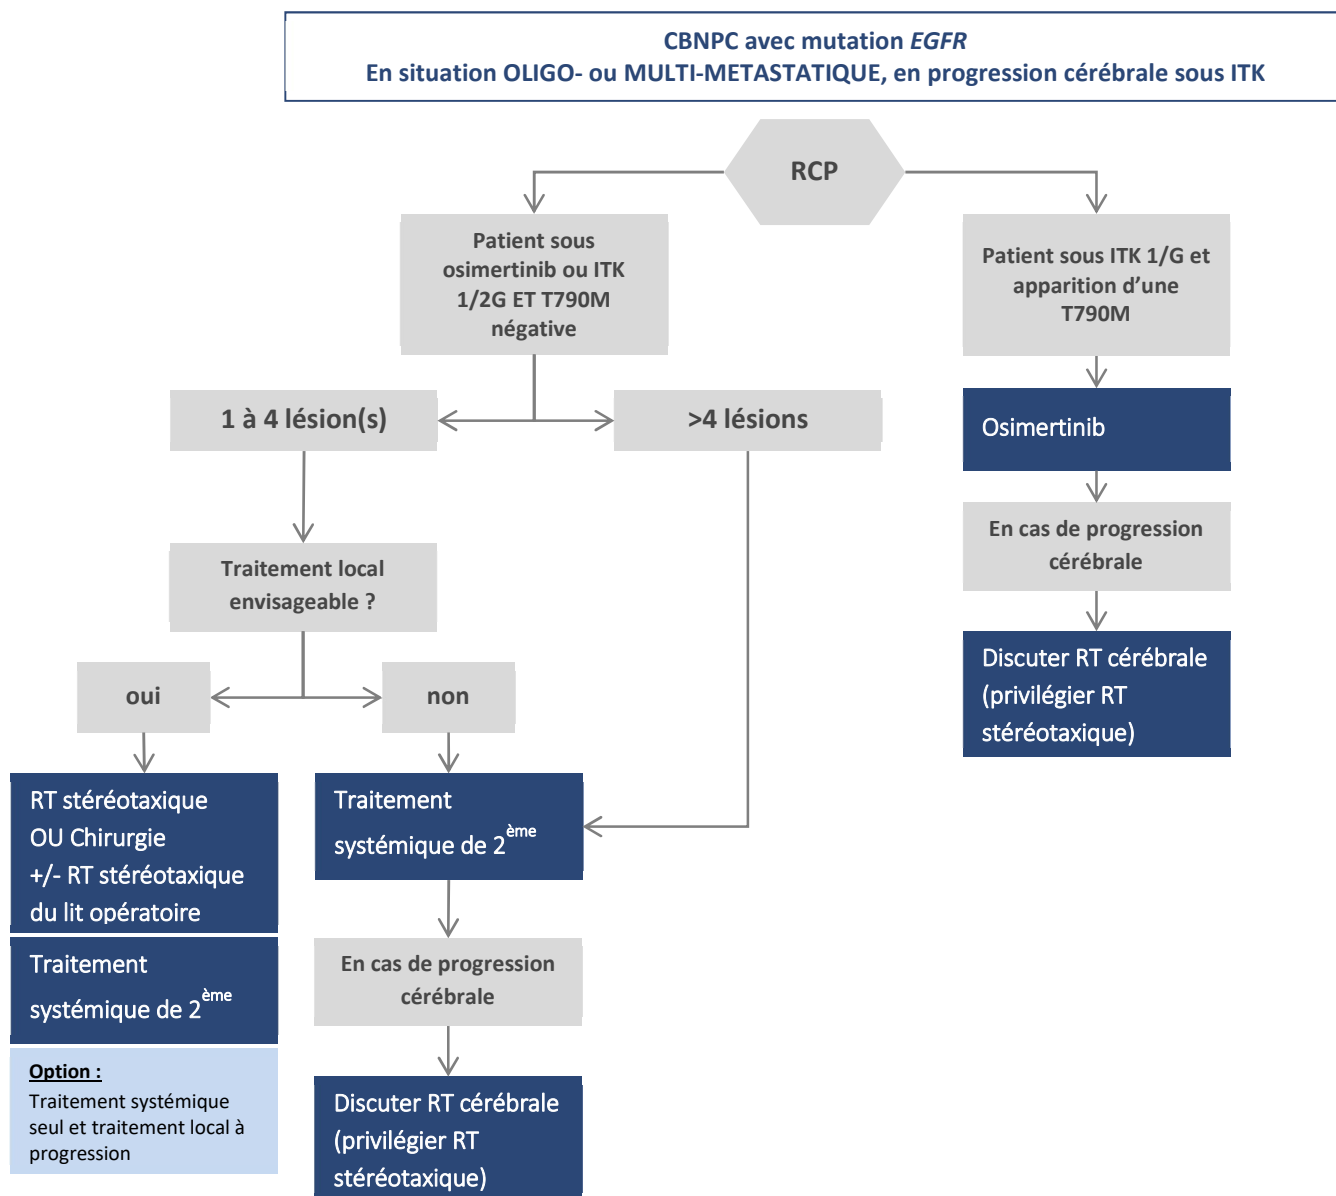 CBNPC avec mutation EGFR
En situation OLIGO- ou MULTI-METASTATIQUE, en progression cérébrale sous ITK
RCP
Patient sous
osimertinib ou ITK
1/2G ET T790M
négative
Patient sous ITK 1/G et
apparition d’une
T790M
1 à 4 lésion(s)
>4 lésions
Osimertinib
En cas de progression
cérébrale
Traitement local
envisageable ?
Discuter RT cérébrale
(privilégier RT
stéréotaxique)
oui
non
RT stéréotaxique
OU Chirurgie
+/- RT stéréotaxique
du lit opératoire
Traitement
systémique de 2ème
Option :
Traitement systémique
seul et traitement local à
progression
Traitement
systémique de 2ème
En cas de progression
cérébrale
Discuter RT cérébrale
(privilégier RT
stéréotaxique)